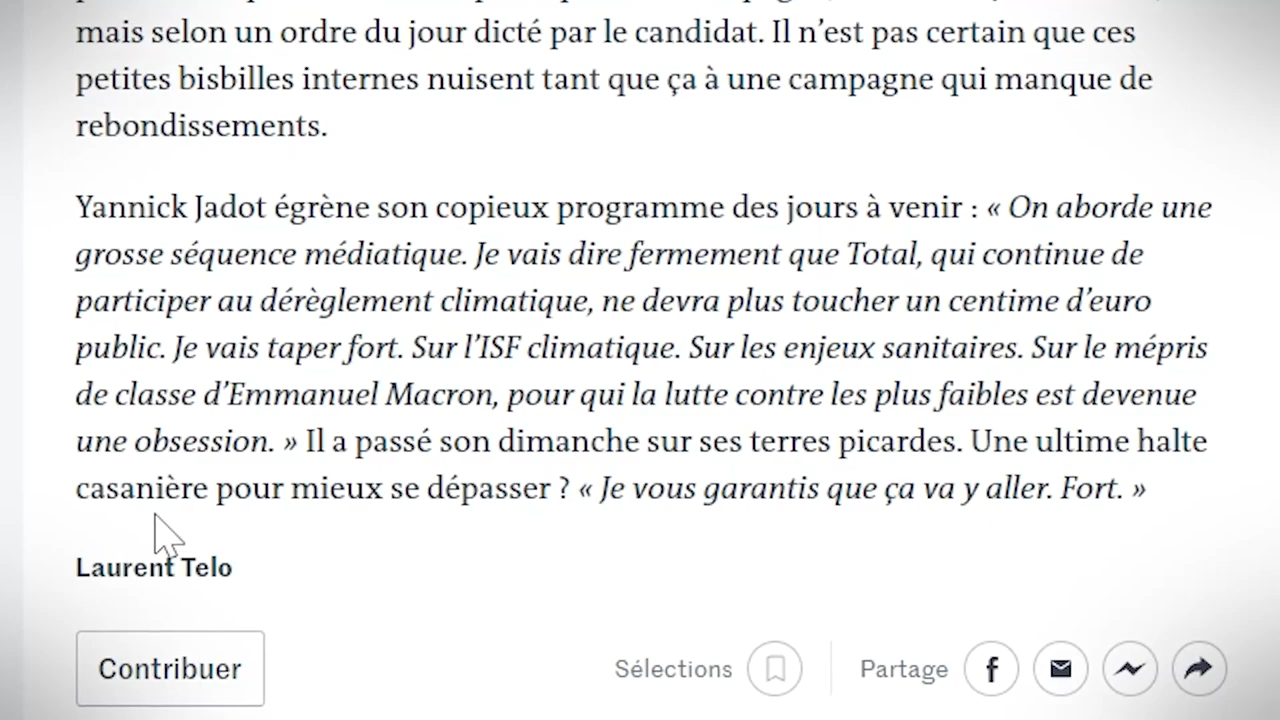 mais selon un ordre du jour dicté par le candidat. Il n’est pas certain que ces
petites bisbilles internes nuisent tant que ça à une campagne qui manque de
rebondissements.
Yannick Jadot égrène son copieux programme des jours à venir : « On aborde une
grosse séquence médiatique. Je vais dire fermement que Total, qui continue de
participer au dérèglement climatique, ne devra plus toucher un centime d’euro
public. Je vais taper fort. Sur l’ISF climatique. Sur les enjeux sanitaires. Sur le mépris
de classe d’Emmanuel Macron, pour qui la lutte contre les plus faibles est devenue
une obsession. » Il a passé son dimanche sur ses terres picardes. Une ultime halte
casanière pour mieux se dépasser ? « Je vous garantis que ça va y aller. Fort. »
Laurent Telo
Contribuer
Sélections
Partage